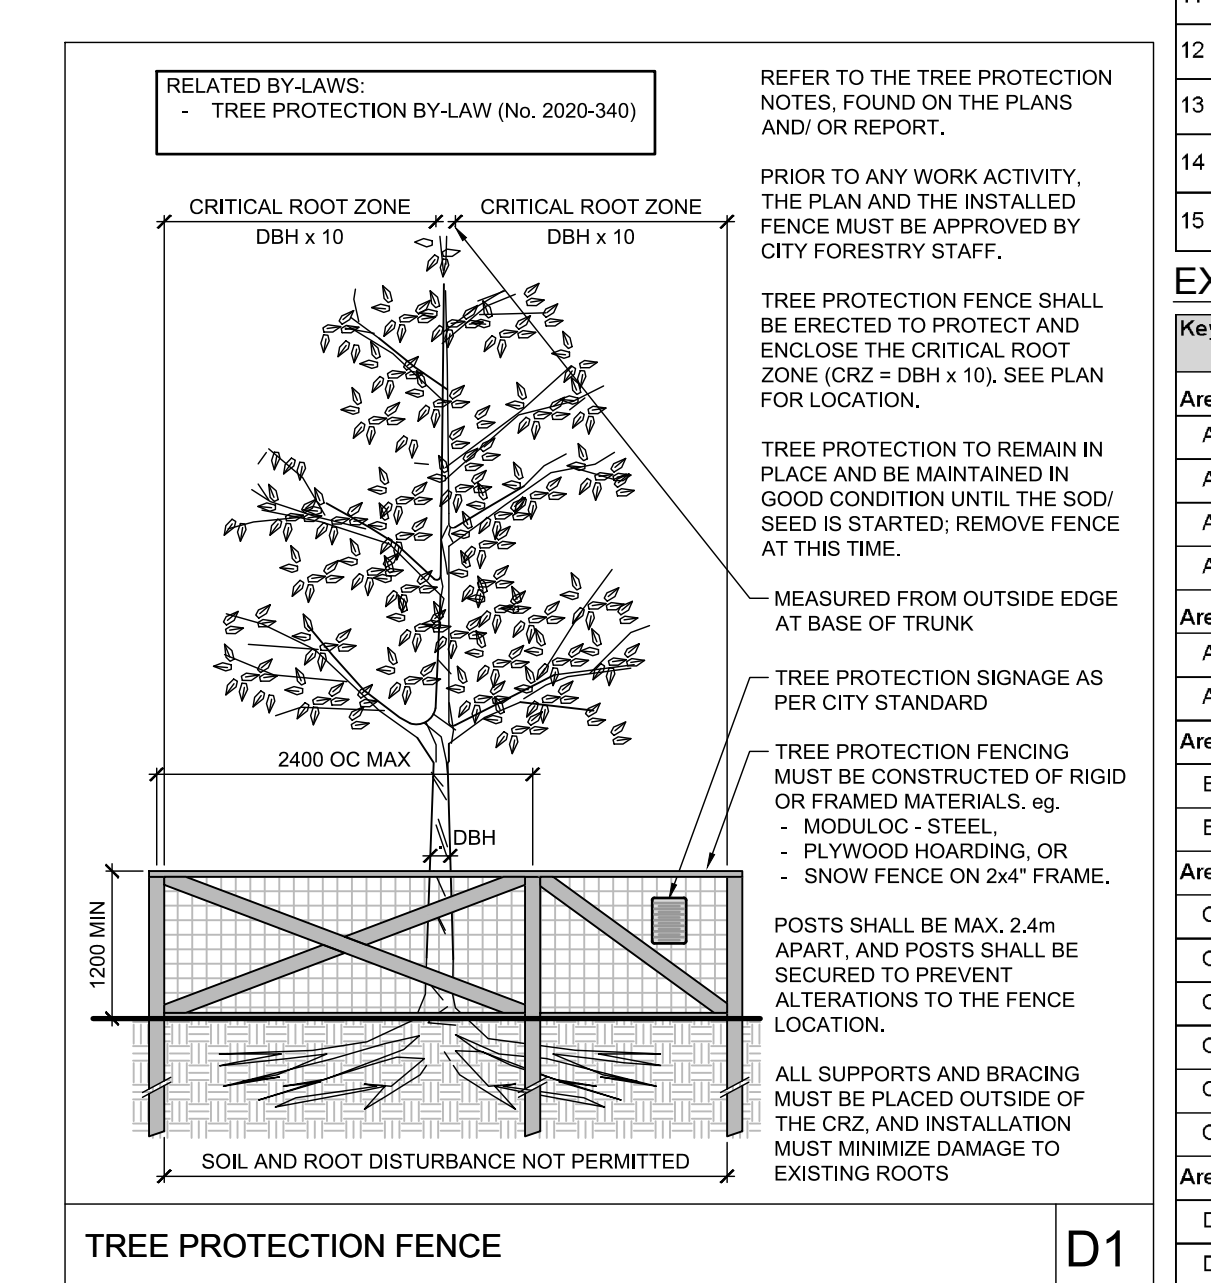 RELATED BY-LAWS:
- TREE PROTECTION BY-LAW (No. 2020-340)
CRITICAL ROOT ZONE
DBH x 10
CRITICAL ROOT ZONE
DBH x 10
2400 OC MAX
DBH
1200 MIN
SOIL AND ROOT DISTURBANCE NOT PERMITTED
REFER TO THE TREE PROTECTION
NOTES, FOUND ON THE PLANS
AND/ OR REPORT.
PRIOR TO ANY WORK ACTIVITY,
THE PLAN AND THE INSTALLED
FENCE MUST BE APPROVED BY
CITY FORESTRY STAFF.
TREE PROTECTION FENCE SHALL
BE ERECTED TO PROTECT AND
ENCLOSE THE CRITICAL ROOT
ZONE (CRZ = DBH x 10). SEE PLAN
FOR LOCATION.
TREE PROTECTION TO REMAIN IN
PLACE AND BE MAINTAINED IN
GOOD CONDITION UNTIL THE SOD/
SEED IS STARTED; REMOVE FENCE
AT THIS TIME.
MEASURED FROM OUTSIDE EDGE
AT BASE OF TRUNK
TREE PROTECTION SIGNAGE AS
PER CITY STANDARD
TREE PROTECTION FENCING
MUST BE CONSTRUCTED OF RIGID
OR FRAMED MATERIALS. eg.
- MODULOC - STEEL,
- PLYWOOD HOARDING, OR
- SNOW FENCE ON 2x4" FRAME.
POSTS SHALL BE MAX. 2.4m
APART, AND POSTS SHALL BE
SECURED TO PREVENT
ALTERATIONS TO THE FENCE
LOCATION.
ALL SUPPORTS AND BRACING
MUST BE PLACED OUTSIDE OF
THE CRZ, AND INSTALLATION
MUST MINIMIZE DAMAGE TO
EXISTING ROOTS
TREE PROTECTION FENCE
D1
12
13
14
15